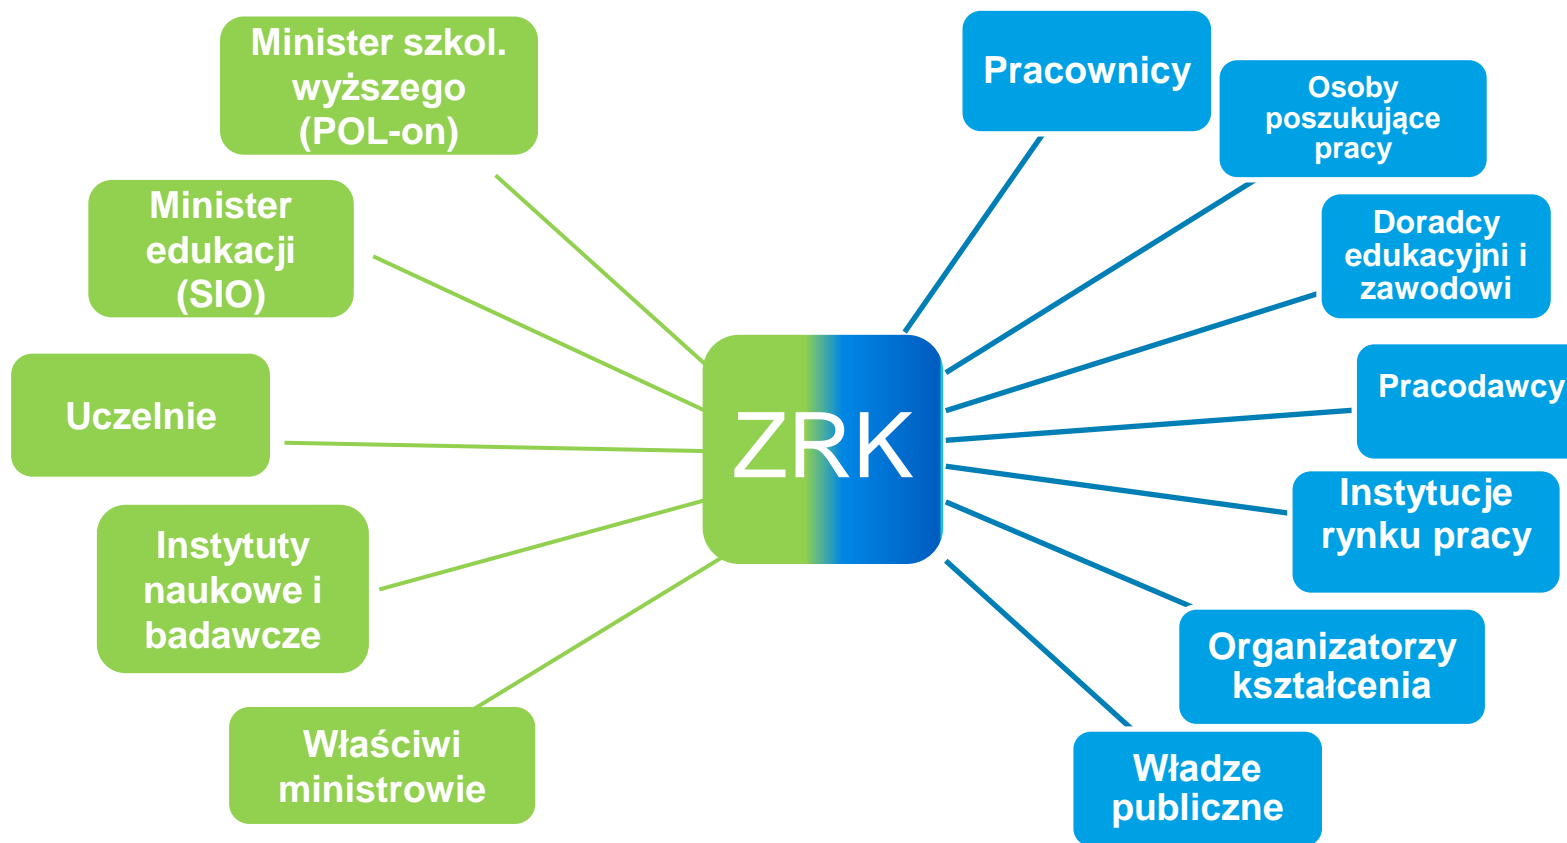 Minister szkol.
wyższego
(POL-on)
Minister
edukacji
(SIO)
Uczelnie
Instytuty
naukowe i
badawcze
Właściwi
ministrowie
ZRK
Pracownicy
Osoby
poszukujące
pracy
Doradcy
edukacyjni i
zawodowi
Pracodawcy
Instytucje
rynku pracy
Organizatorzy
kształcenia
Władze
publiczne